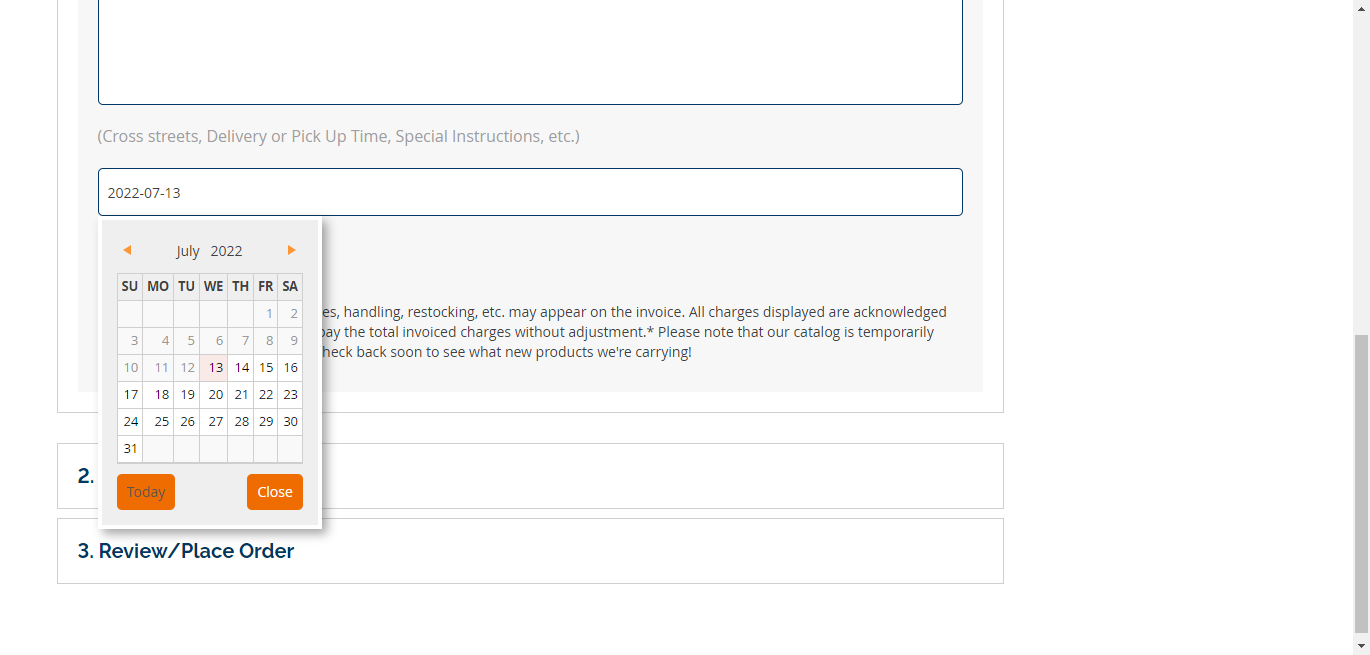 (Cross streets, Delivery or Pick Up Time, Special Instructions, etc.)
2022-07-13
July 2022
SU MO TU WE TH FR SA
1 2
3 4 5 6 7 8 9
10 11 12 13 14 15 16
17 18 19 20 21 22 23
24 25 26 27 28 29 30
31
Today Close
es, handling, restocking, etc. may appear on the invoice. All charges displayed are acknowledged
pay the total invoiced charges without adjustment.* Please note that our catalog is temporarily
heck back soon to see what new products we're carrying!
2.
3. Review/Place Order